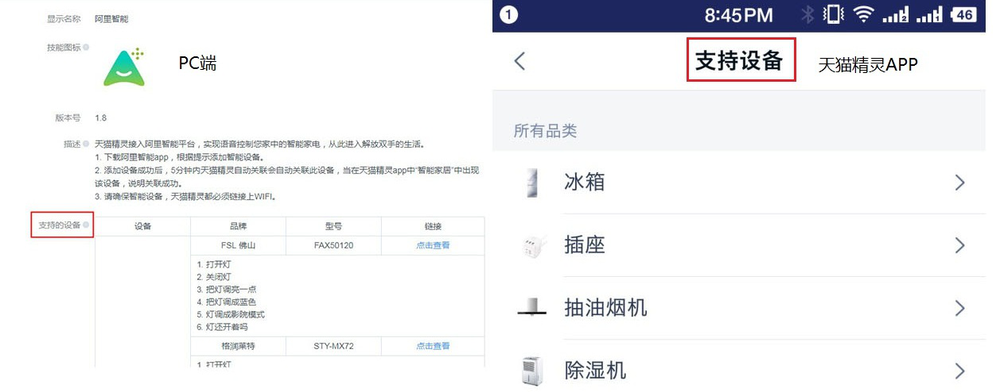 显示名称 阿里智能
技能图标
PC端
版本号 1.8
描述 天猫精灵接入阿里智能平台，实现语音控制您家中的智能家电，从此进入解放双手的生活。
1. 下载阿里智能app，根据提示添加智能设备。
2. 添加设备成功后，5分钟内天猫精灵自动关联会自动关联此设备，当在天猫精灵app中“智能家居”中出现
该设备，说明关联成功。
3. 请确保智能设备，天猫精灵都必须链接上WIFI。
支持的设备 设备 品牌 型号 链接
FSL 佛山 FAX50120 点击查看
1. 打开灯
2. 关闭灯
3. 把灯调亮一点
4. 把灯调成蓝色
5. 灯调成影院模式
6. 灯还开着吗
格润莱特 STY-MX72 点击查看
1. 打开灯
1 8:45PM 2 1 46
支持设备 天猫精灵APP
所有品类
冰箱
插座
抽油烟机
除湿机